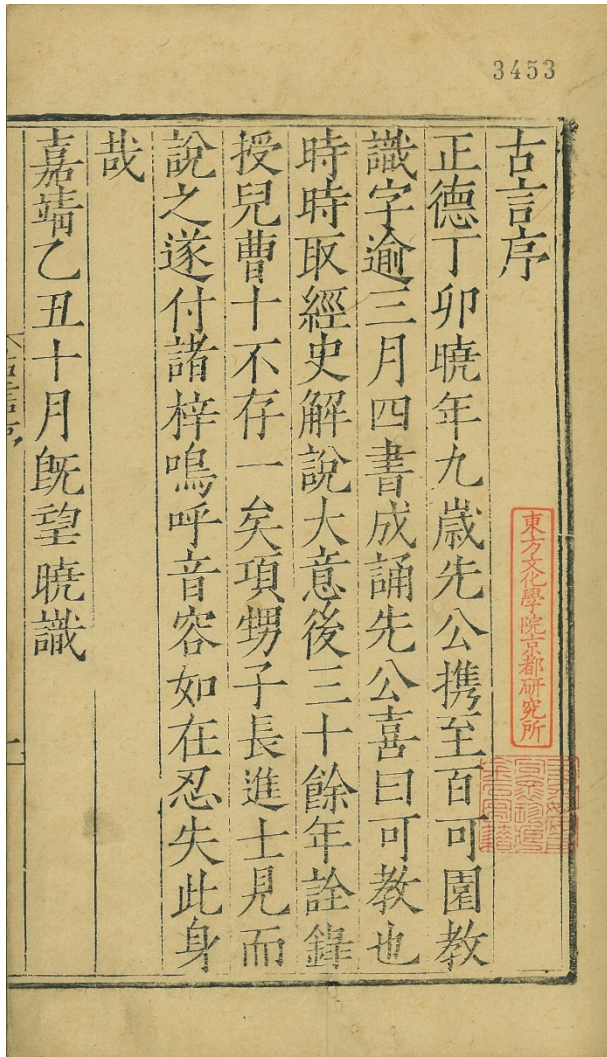 3453
古言序
正德丁卯曉年九歲先公携至百可園教
識字逾三月四書成誦先公喜曰可教也
時時取經史解說大意後三十餘年詮錄
授兒曹十不存一矣項甥子長進士見而
說之遂付諸梓嗚呼音容如在忍失此身
哉
嘉靖乙丑十月旣望曉識
東方文化學院京都研究所
一